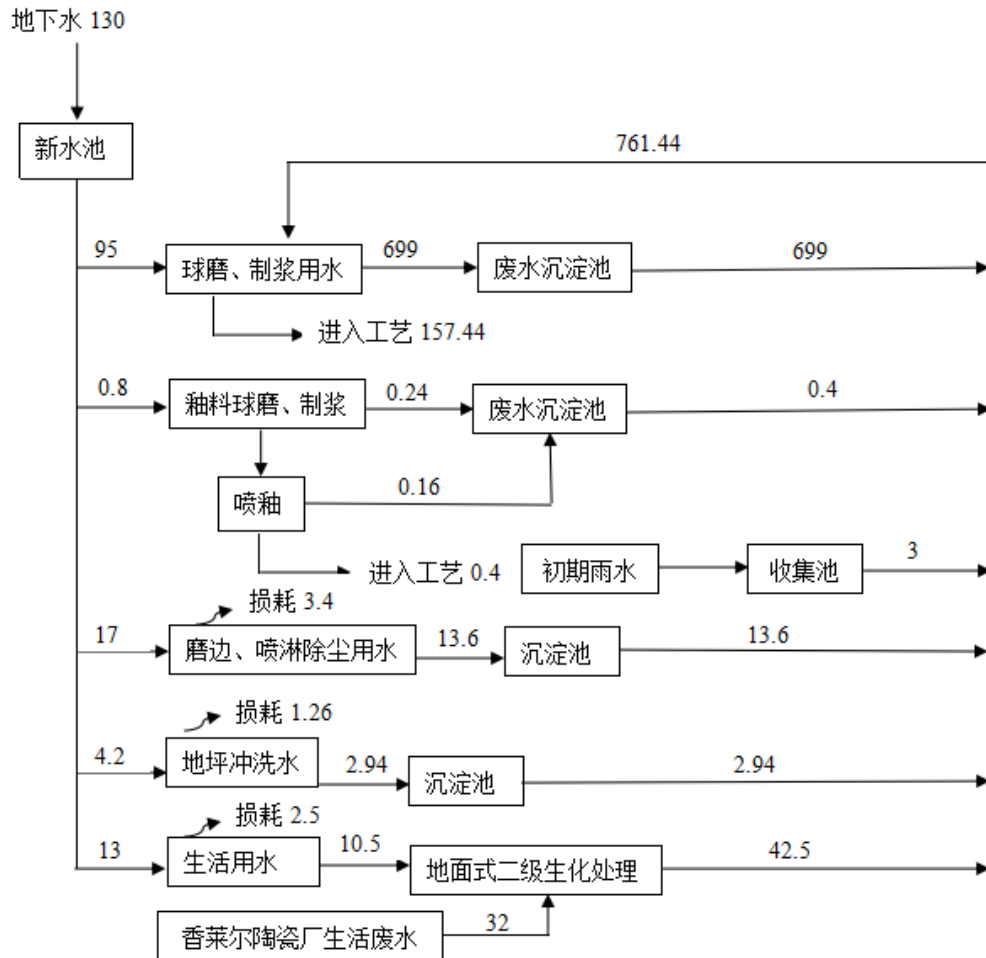 地下水 130
新水池
761.44
95
球磨、制浆用水
699
废水沉淀池
699
进入工艺 157.44
0.8
釉料球磨、制浆
0.24
废水沉淀池
0.4
喷釉
0.16
进入工艺 0.4
初期雨水
收集池
3
损耗 3.4
17
磨边、喷淋除尘用水
13.6
沉淀池
13.6
损耗 1.26
4.2
地坪冲洗水
2.94
沉淀池
2.94
损耗 2.5
13
生活用水
10.5
地面式二级生化处理
42.5
香莱尔陶瓷厂生活废水
32